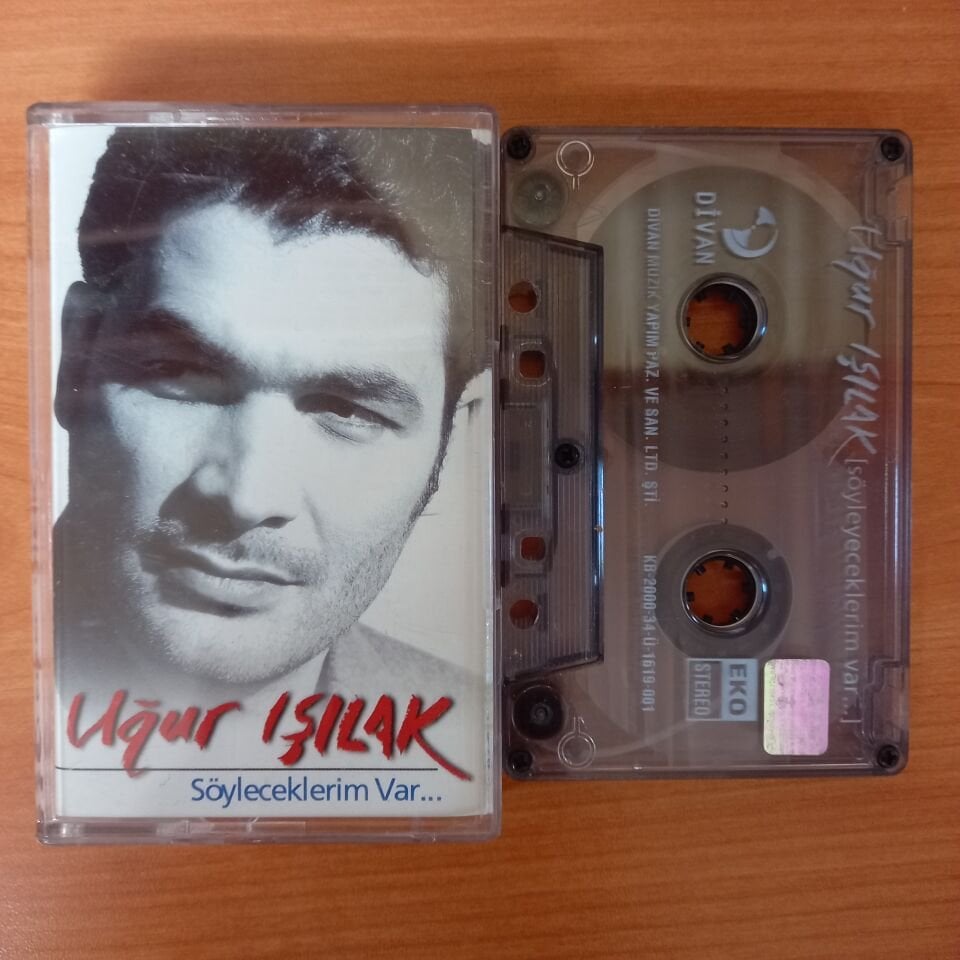 Uğur IŞILAK
Söyleceklerim Var...
DİVAN
DİVAN MÜZİK YAPIM PAZ. VE SAN. LTD. ŞTİ.
KB-2000-34-Ü-1619-001
EKO
STEREO
Uğur IŞILAK [söyleyeceklerim var...]